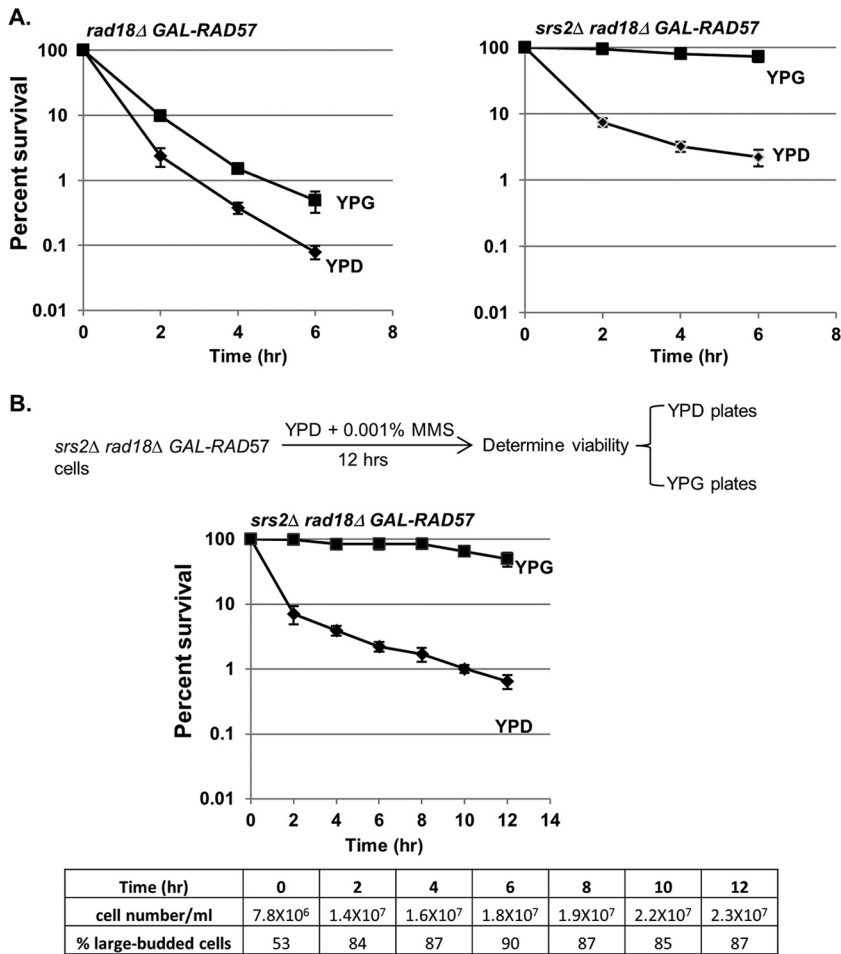 A.
rad18Δ GAL-RAD57
Percent survival
100
10
1
0.1
0.01
YPG
YPD
0 2 4 6 8
Time (hr)
srs2Δ rad18Δ GAL-RAD57
100
10
1
0.1
0.01
YPG
YPD
0 2 4 6 8
Time (hr)
B.
srs2Δ rad18Δ GAL-RAD57
cells
YPD + 0.001% MMS
12 hrs
Determine viability
YPD plates
YPG plates
srs2Δ rad18Δ GAL-RAD57
Percent survival
100
10
1
0.1
0.01
YPG
YPD
0 2 4 6 8 10 12 14
Time (hr)
Time (hr) 0 2 4 6 8 10 12
cell number/ml 7.8X10⁶ 1.4X10⁷ 1.6X10⁷ 1.8X10⁷ 1.9X10⁷ 2.2X10⁷ 2.3X10⁷
% large-budded cells 53 84 87 90 87 85 87